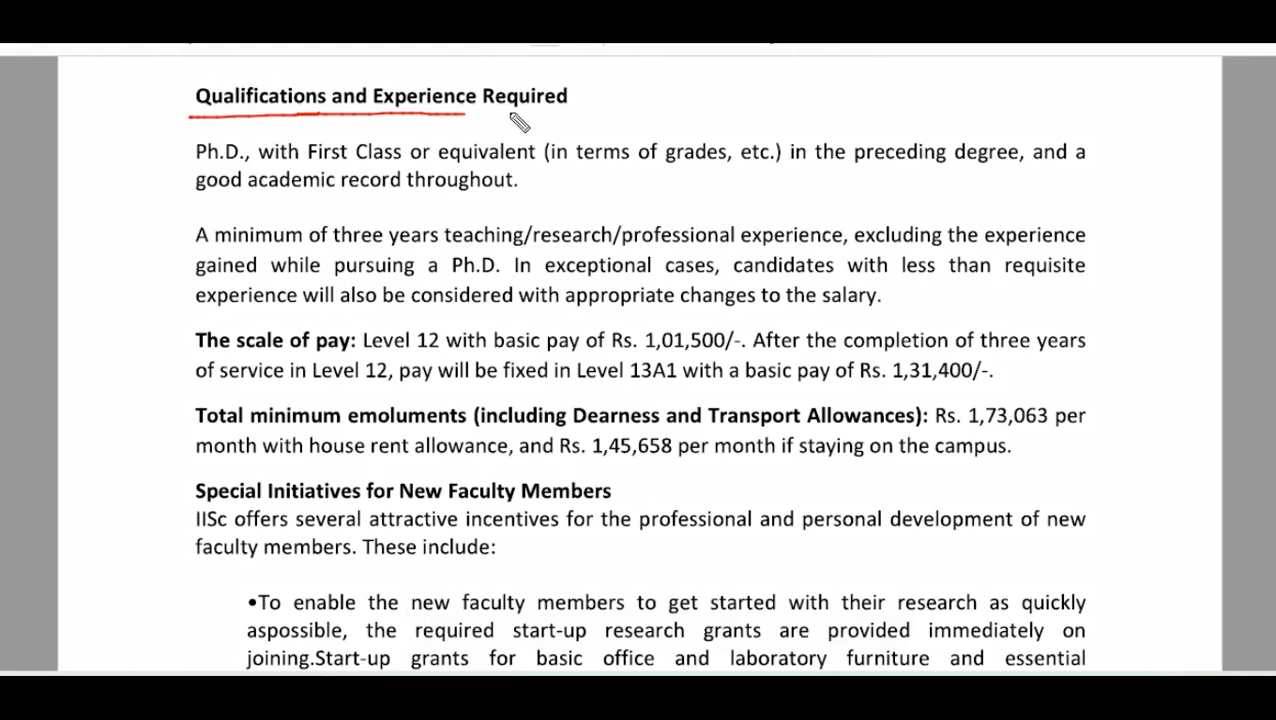 Qualifications and Experience Required
Ph.D., with First Class or equivalent (in terms of grades, etc.) in the preceding degree, and a
good academic record throughout.
A minimum of three years teaching/research/professional experience, excluding the experience
gained while pursuing a Ph.D. In exceptional cases, candidates with less than requisite
experience will also be considered with appropriate changes to the salary.
The scale of pay: Level 12 with basic pay of Rs. 1,01,500/-. After the completion of three years
of service in Level 12, pay will be fixed in Level 13A1 with a basic pay of Rs. 1,31,400/-.
Total minimum emoluments (including Dearness and Transport Allowances): Rs. 1,73,063 per
month with house rent allowance, and Rs. 1,45,658 per month if staying on the campus.
Special Initiatives for New Faculty Members
IISc offers several attractive incentives for the professional and personal development of new
faculty members. These include:
•To enable the new faculty members to get started with their research as quickly
aspossible, the required start-up research grants are provided immediately on
joining.Start-up grants for basic office and laboratory furniture and essential